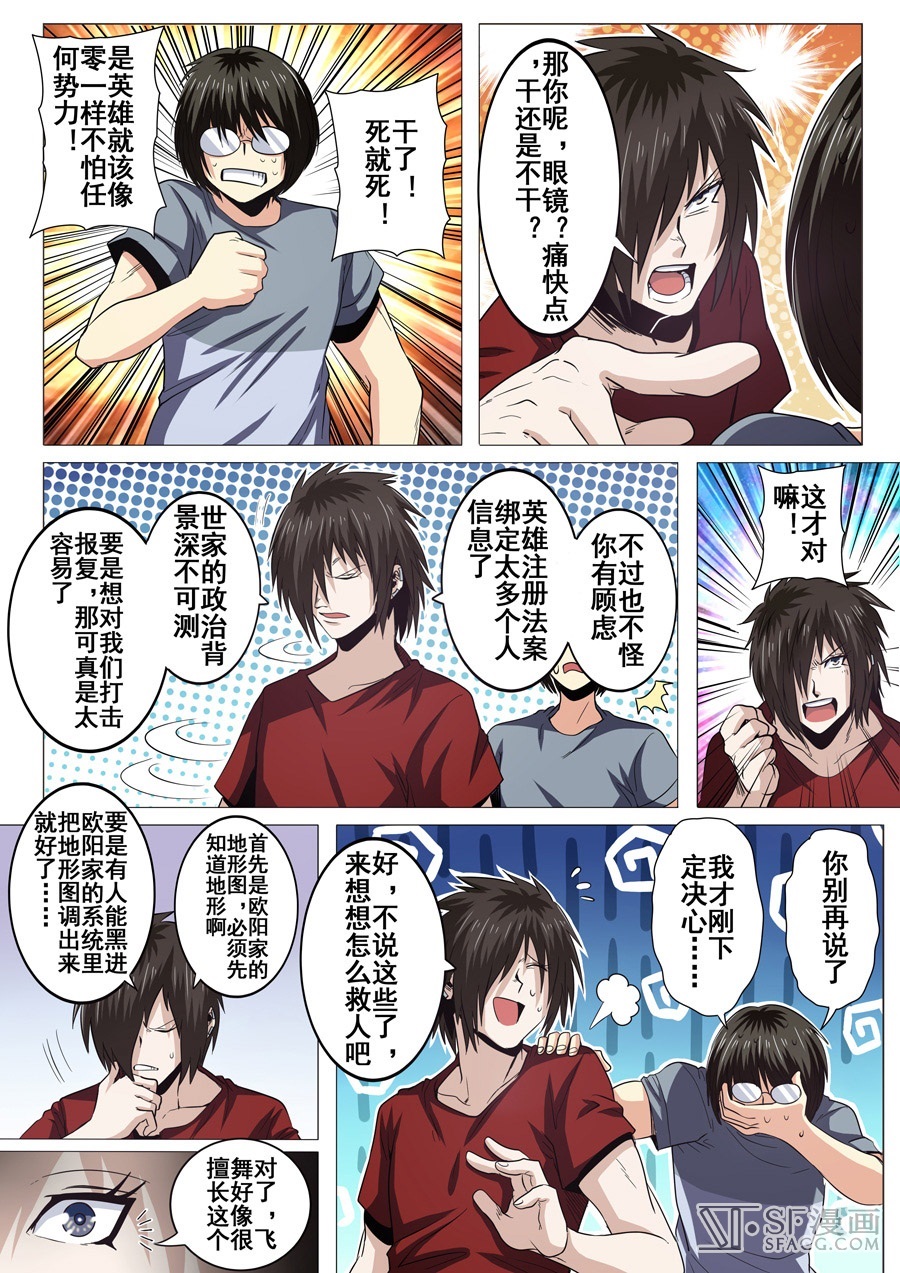 那你呢，眼镜？痛快点
，干还是不干？
干了！
死就死！
是英雄就该像
零一样不怕任
何势力！
这才对
嘛！
不过也不怪
你有顾虑
英雄注册法案
绑定太多个人
信息了
世家的政治背
景深不可测
要是想对我们打击
报复，那可真是太
容易了
你别再说了
我才刚下
定决心……
好，不说这些了，
来想想怎么救人吧
首先是欧阳家的
地形图，必须先
知道地形啊
要是有人能黑进
欧阳家的系统里
把地形图调出来
就好了……
对了，
舞好像很
擅长这个
飞
SF漫画
SFACG.COM